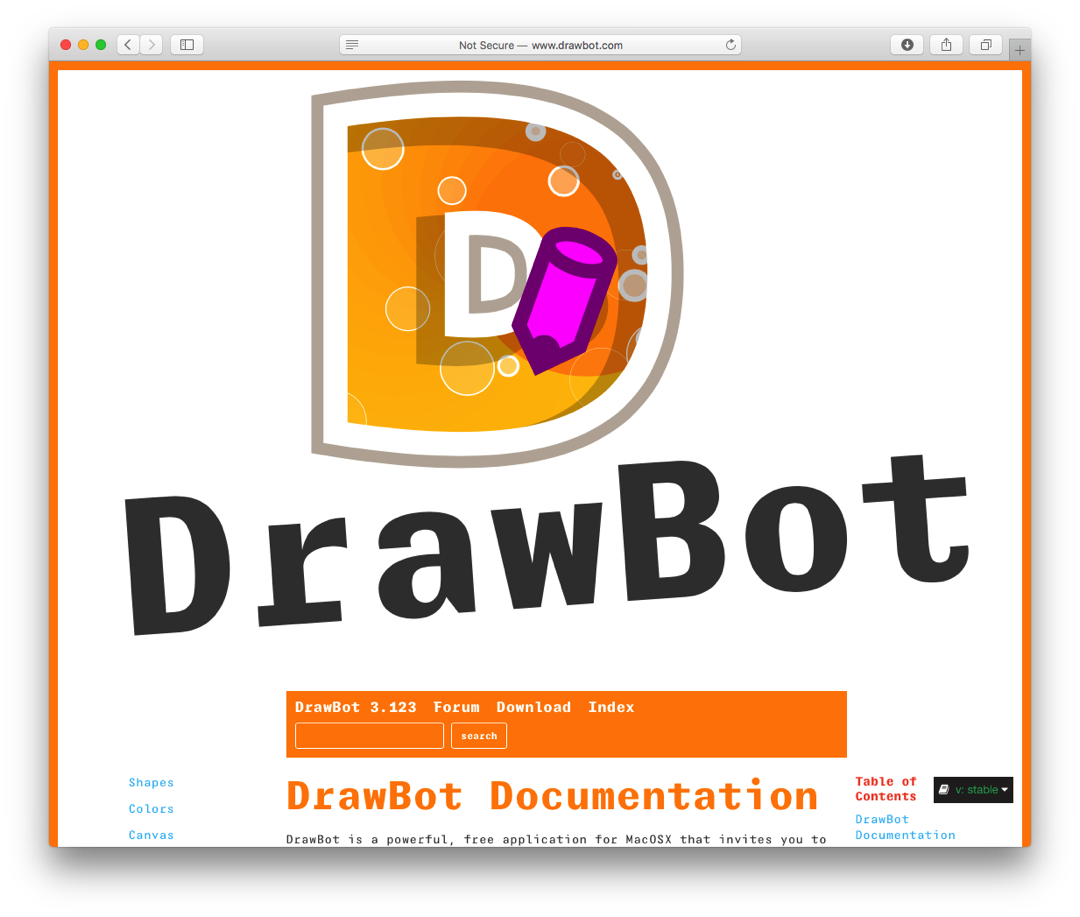 Not Secure — www.drawbot.com
D
DrawBot
DrawBot 3.123 Forum Download Index
search
Shapes
Colors
Canvas
DrawBot Documentation
DrawBot is a powerful, free application for MacOSX that invites you to
Table of
Contents
v: stable
DrawBot
Documentation